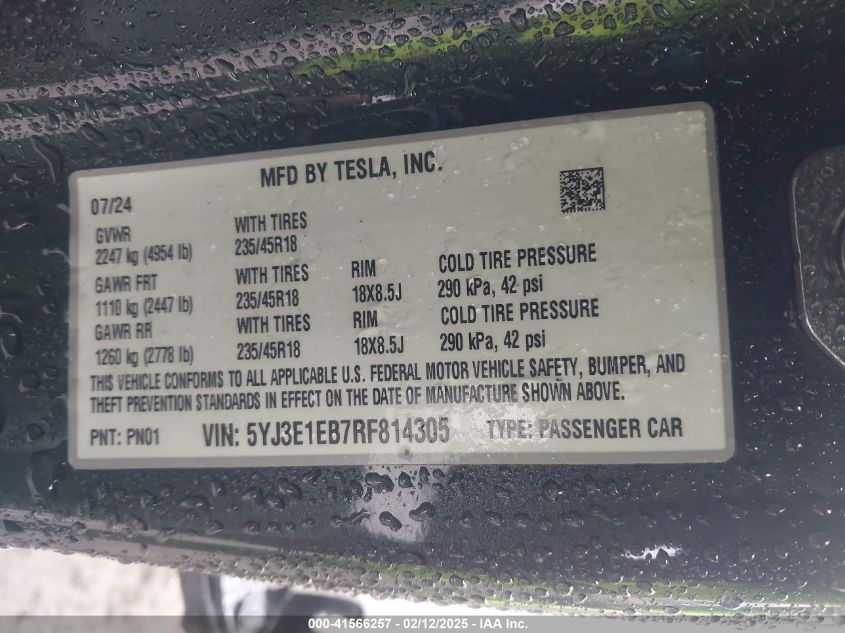 MFD BY TESLA, INC.
07/24
GVWR
2247 kg (4954 lb)
WITH TIRES
235/45R18
GAWR FRT
1110 kg (2447 lb)
WITH TIRES
235/45R18
RIM
18X8.5J
COLD TIRE PRESSURE
290 kPa, 42 psi
GAWR RR
1260 kg (2778 lb)
WITH TIRES
235/45R18
RIM
18X8.5J
COLD TIRE PRESSURE
290 kPa, 42 psi
THIS VEHICLE CONFORMS TO ALL APPLICABLE U.S. FEDERAL MOTOR VEHICLE SAFETY, BUMPER, AND
THEFT PREVENTION STANDARDS IN EFFECT ON THE DATE OF MANUFACTURE SHOWN ABOVE.
PNT: PN01 VIN: 5YJ3E1EB7RF814305 TYPE: PASSENGER CAR
000-41566257 - 02/12/2025 - IAA Inc.